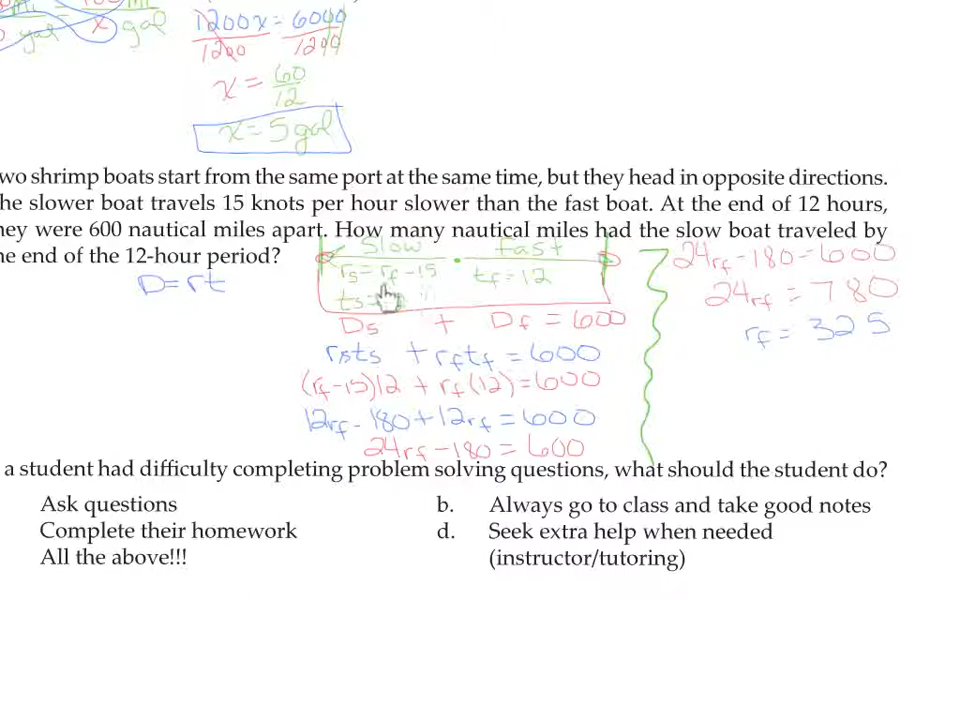 x gal
1200x = 6000
1200 1200
x = 60
12
x = 5 gal
wo shrimp boats start from the same port at the same time, but they head in opposite directions.
he slower boat travels 15 knots per hour slower than the fast boat. At the end of 12 hours,
hey were 600 nautical miles apart. How many nautical miles had the slow boat traveled by
ne end of the 12-hour period?
Slow Fast
D=rt
rs = rf -15 tf = 12
ts
Ds + Df = 600
rsts + rftf = 600
(rf-15)12 + rf(12)=600
12rf - 180 + 12rf = 600
24rf - 180 = 600
24rf - 180 = 600
24rf = 780
rf = 32 5
a student had difficulty completing problem solving questions, what should the student do?
Ask questions b. Always go to class and take good notes
Complete their homework d. Seek extra help when needed
All the above!!! (instructor/tutoring)